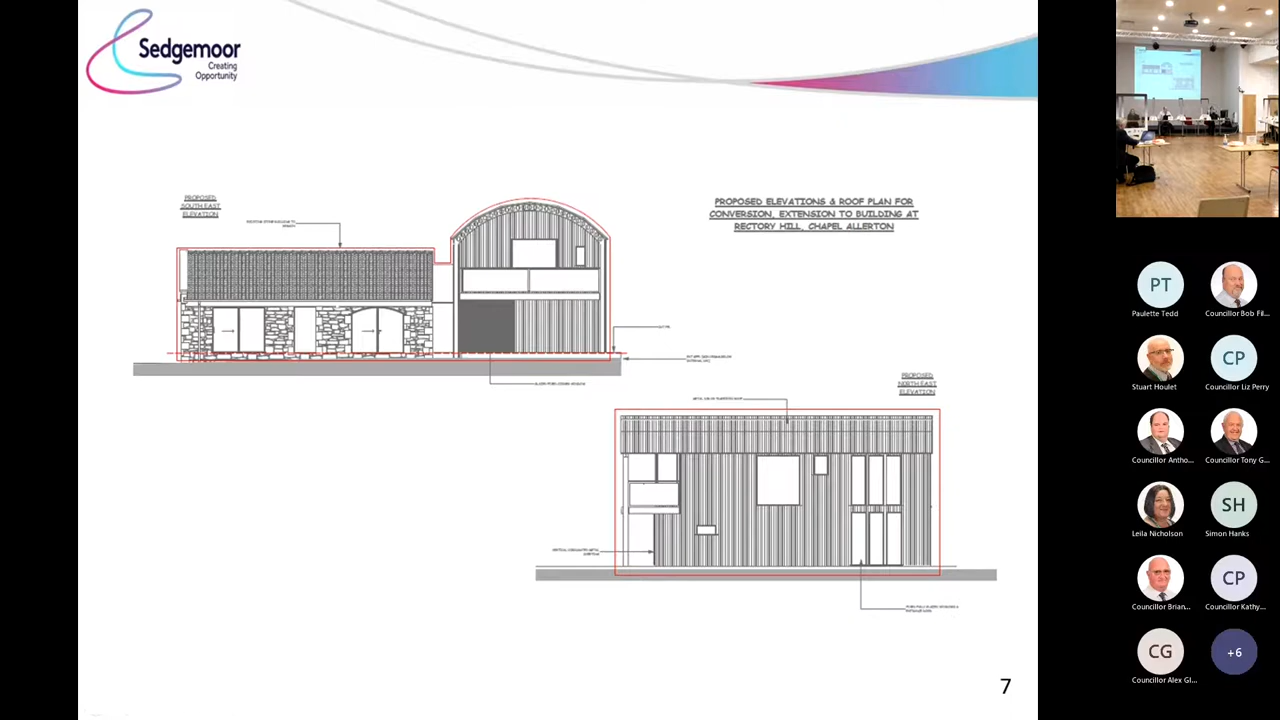 Sedgemoor
Creating
Opportunity
PROPOSED
SOUTH EAST
ELEVATION
PROPOSED ELEVATIONS & ROOF PLAN FOR
CONVERSION, EXTENSION TO BUILDING AT
RECTORY HILL, CHAPEL ALLERTON
PROPOSED
NORTH EAST
ELEVATION
7
PT
Paulette Tedd
Councillor Bob Fil...
Stuart Houlet
CP
Councillor Liz Perry
Councillor Antho...
Councillor Tony G...
Leila Nicholson
SH
Simon Hanks
Councillor Brian...
CP
Councillor Kathy...
CG
Councillor Alex Gl...
+6